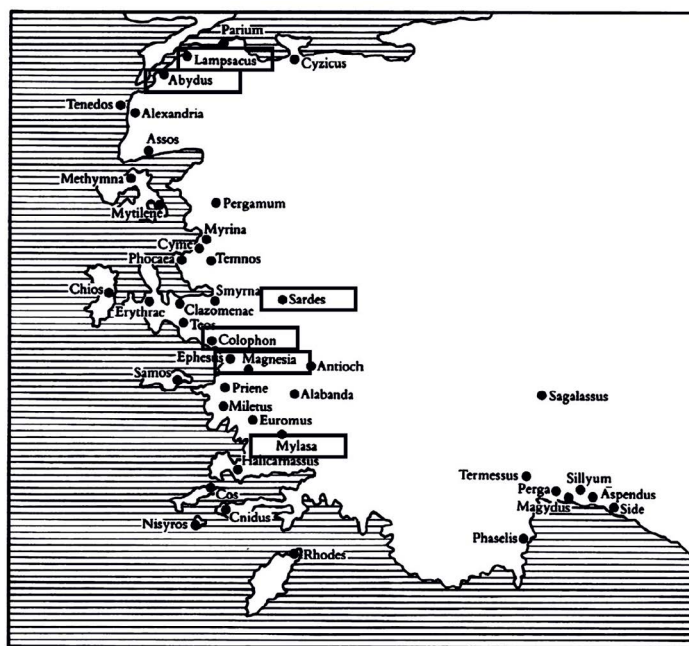 Parium
Lampsacus
Cyzicus
Abydus
Tenedos
Alexandria
Assos
Methymna
Mytilene
Pergamum
Myrina
Cyme
Phocaea
Temnos
Chios
Smyrna
Sardes
Erythrae
Clazomenae
Teos
Colophon
Ephesus
Magnesia
Antioch
Samos
Priene
Alabanda
Sagalassus
Miletus
Euromus
Mylasa
Halicarnassus
Termessus
Sillyum
Perga
Aspendus
Cos
Magydus
Side
Cnidus
Nisyros
Phaselis
Rhodes